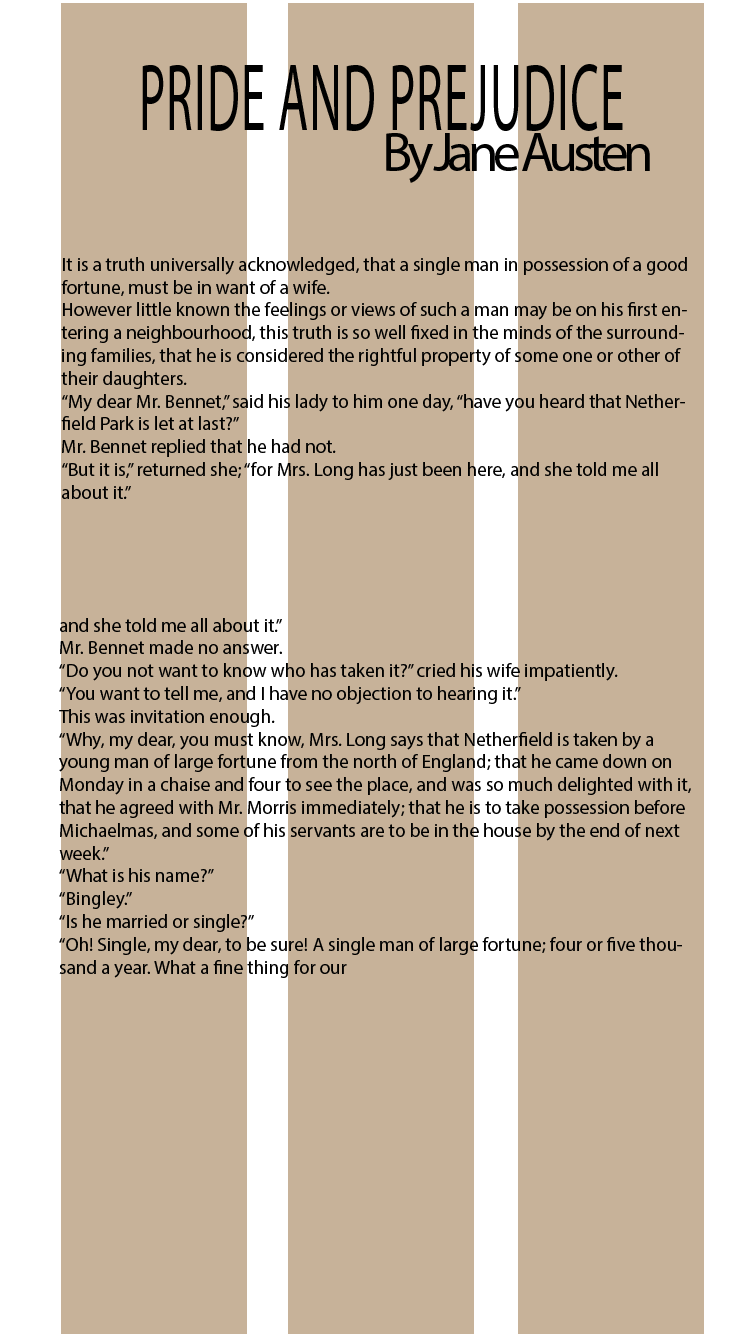 PRIDE AND PREJUDICE
By Jane Austen
It is a truth universally acknowledged, that a single man in possession of a good
fortune, must be in want of a wife.
However little known the feelings or views of such a man may be on his first en-
tering a neighbourhood, this truth is so well fixed in the minds of the surround-
ing families, that he is considered the rightful property of some one or other of
their daughters.
“My dear Mr. Bennet,” said his lady to him one day, “have you heard that Nether-
field Park is let at last?”
Mr. Bennet replied that he had not.
“But it is,” returned she; “for Mrs. Long has just been here, and she told me all
about it.”
and she told me all about it.”
Mr. Bennet made no answer.
“Do you not want to know who has taken it?” cried his wife impatiently.
“You want to tell me, and I have no objection to hearing it.”
This was invitation enough.
“Why, my dear, you must know, Mrs. Long says that Netherfield is taken by a
young man of large fortune from the north of England; that he came down on
Monday in a chaise and four to see the place, and was so much delighted with it,
that he agreed with Mr. Morris immediately; that he is to take possession before
Michaelmas, and some of his servants are to be in the house by the end of next
week.”
“What is his name?”
“Bingley.”
“Is he married or single?”
“Oh! Single, my dear, to be sure! A single man of large fortune; four or five thou-
sand a year. What a fine thing for our